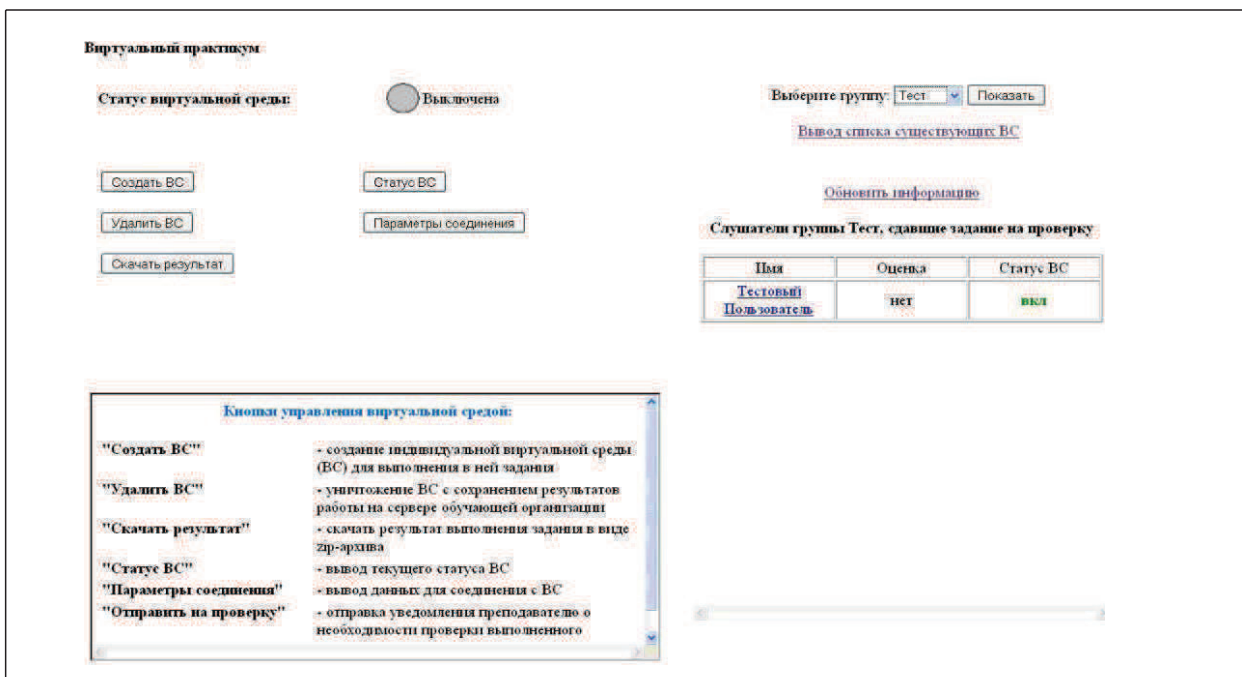 Виртуальный практикум
Статус виртуальной среды:
Выключена
Создать ВС
Статус ВС
Удалить ВС
Параметры соединения
Скачать результат
Выберите группу: Тест Показать
Вывод списка существующих ВС
Обновить информацию
Слушатели группы Тест, сдавшие задание на проверку
Имя Оценка Статус ВС
Тестовый
Пользователь
нет
вкл
Кнопки управления виртуальной средой:
"Создать ВС" - создание индивидуальной виртуальной среды
(ВС) для выполнения в ней задания
"Удалить ВС" - уничтожение ВС с сохранением результатов
работы на сервере обучающей организации
"Скачать результат" - скачать результат выполнения задания в виде
zip-архива
"Статус ВС" - вывод текущего статуса ВС
"Параметры соединения" - вывод данных для соединения с ВС
"Отправить на проверку" - отправка уведомления преподавателю о
необходимости проверки выполненного